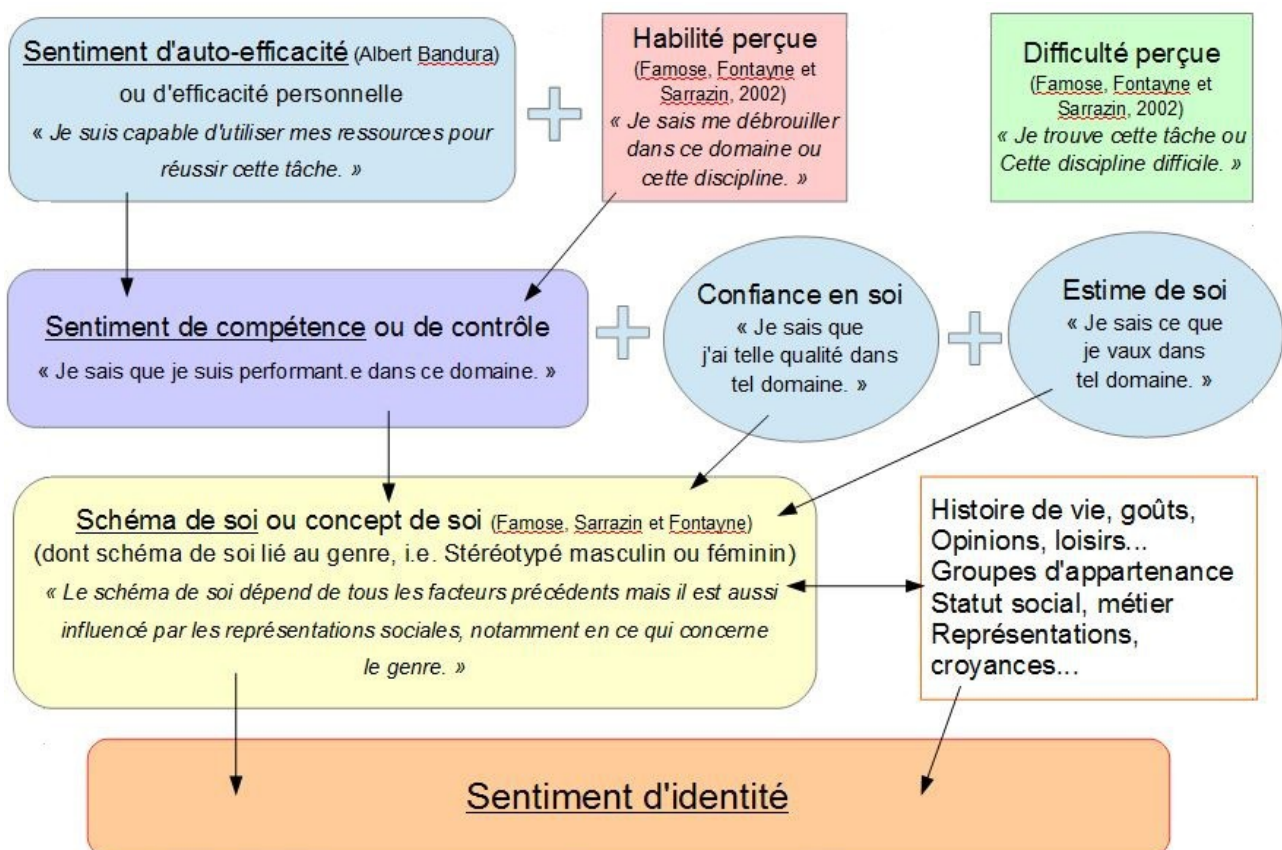 Sentiment d'auto-efficacité (Albert Bandura)
ou d'efficacité personnelle
« Je suis capable d'utiliser mes ressources pour
réussir cette tâche. »
Habilité perçue
(Famose, Fontayne et
Sarrazin, 2002)
« Je sais me débrouiller
dans ce domaine ou
cette discipline. »
Difficulté perçue
(Famose, Fontayne et
Sarrazin, 2002)
« Je trouve cette tâche ou
Cette discipline difficile. »
Sentiment de compétence ou de contrôle
« Je sais que je suis performant.e dans ce domaine. »
Confiance en soi
« Je sais que
j'ai telle qualité dans
tel domaine. »
Estime de soi
« Je sais ce que
je vaux dans
tel domaine. »
Schéma de soi ou concept de soi (Famose, Sarrazin et Fontayne)
(dont schéma de soi lié au genre, i.e. Stéréotypé masculin ou féminin)
« Le schéma de soi dépend de tous les facteurs précédents mais il est aussi
influencé par les représentations sociales, notamment en ce qui concerne
le genre. »
Histoire de vie, goûts,
Opinions, loisirs...
Groupes d'appartenance
Statut social, métier
Représentations,
croyances...
Sentiment d'identité